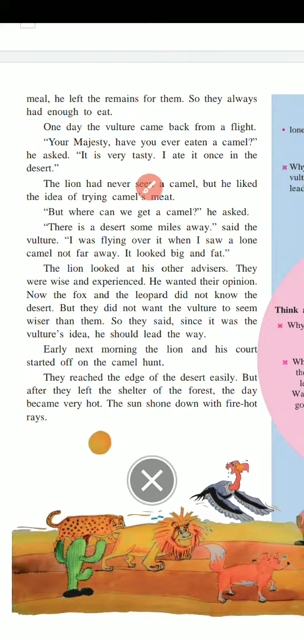 meal, he left the remains for them. So they always
had enough to eat.
One day the vulture came back from a flight.
"Your Majesty, have you ever eaten a camel?"
he asked. "It is very tasty. I ate it once in the
desert."
The lion had never seen a camel, but he liked
the idea of trying camel's meat.
"But where can we get a camel?" he asked.
"There is a desert some miles away." said the
vulture. "I was flying over it when I saw a lone
camel not far away. It looked big and fat."
The lion looked at his other advisers. They
were wise and experienced. He wanted their opinion.
Now the fox and the leopard did not know the
desert. But they did not want the vulture to seem
wiser than them. So they said, since it was the
vulture's idea, he should lead the way.
Early next morning the lion and his court
started off on the camel hunt.
They reached the edge of the desert easily. But
after they left the shelter of the forest, the day
became very hot. The sun shone down with fire-hot
rays.
• lone
Why
vult
lead
Think a
Why
Wh
the
le
Wa
go